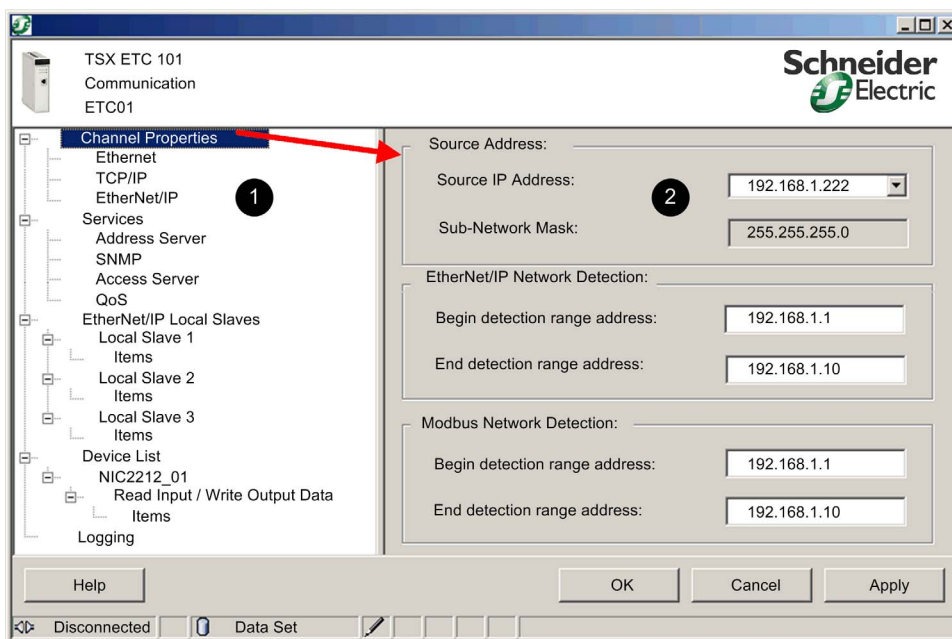 TSX ETC 101
Communication
ETC01
Schneider
Electric
Channel Properties
Ethernet
TCP/IP
EtherNet/IP
1
Services
Address Server
SNMP
Access Server
QoS
EtherNet/IP Local Slaves
Local Slave 1
Items
Local Slave 2
Items
Local Slave 3
Items
Device List
NIC2212_01
Read Input / Write Output Data
Items
Logging
Source Address:
Source IP Address:
2
192.168.1.222
Sub-Network Mask:
255.255.255.0
EtherNet/IP Network Detection:
Begin detection range address:
192.168.1.1
End detection range address:
192.168.1.10
Modbus Network Detection:
Begin detection range address:
192.168.1.1
End detection range address:
192.168.1.10
Help
OK
Cancel
Apply
Disconnected
Data Set